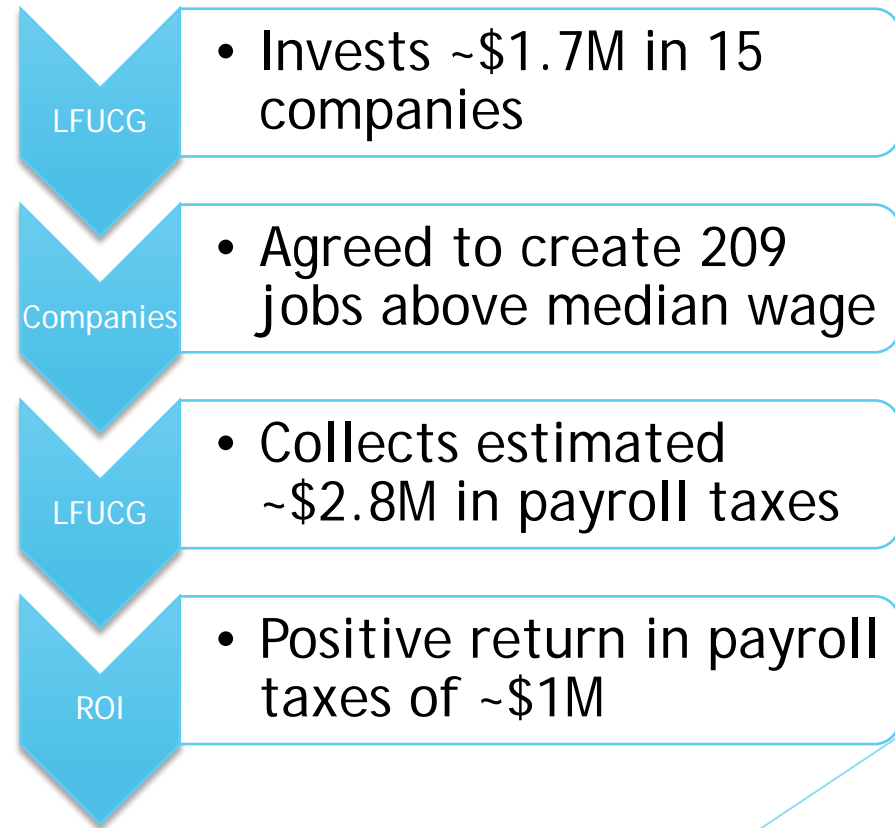 LFUCG
• Invests ~$1.7M in 15
companies
Companies
• Agreed to create 209
jobs above median wage
LFUCG
• Collects estimated
~$2.8M in payroll taxes
ROI
• Positive return in payroll
taxes of ~$1M